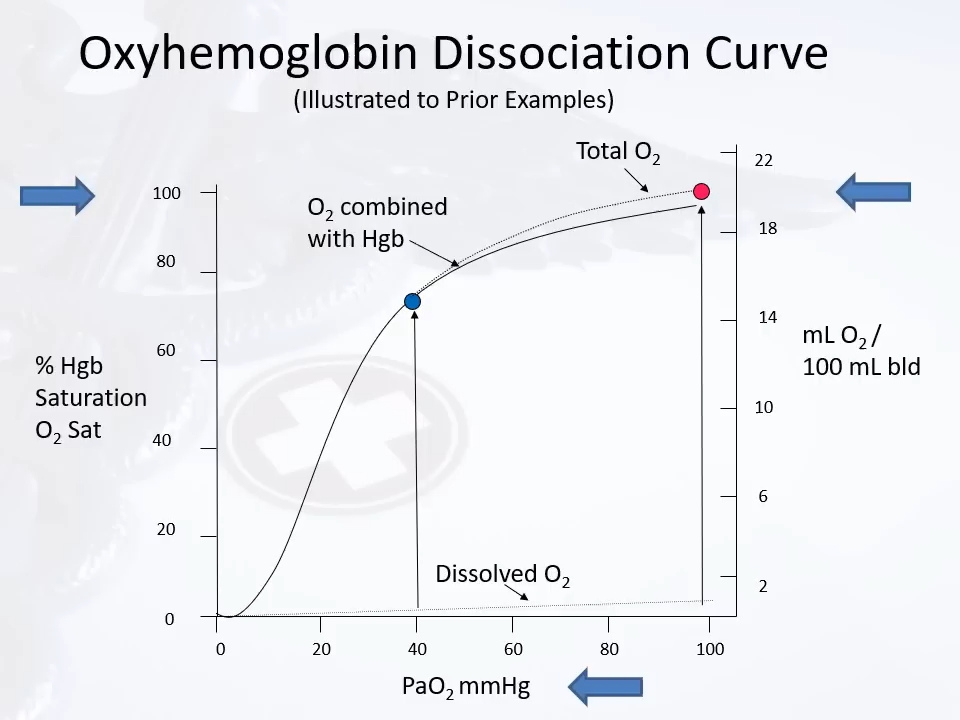 Oxyhemoglobin Dissociation Curve
(Illustrated to Prior Examples)
Total O₂
22
100
O₂ combined
with Hgb
18
80
14
mL O₂ /
100 mL bld
60
% Hgb
Saturation
O₂ Sat
10
40
6
20
Dissolved O₂
2
0
0 20 40 60 80 100
PaO₂ mmHg